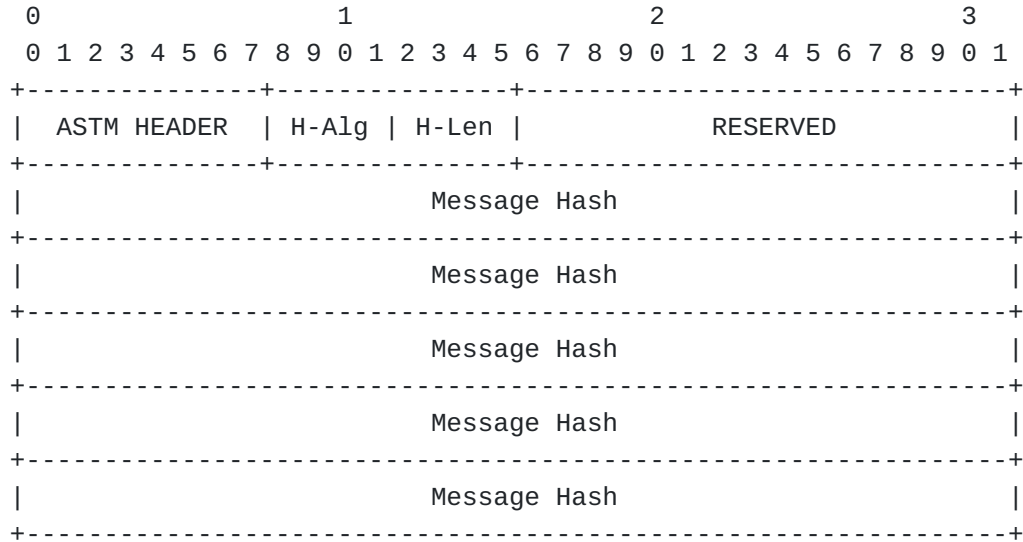 0                   1                   2                   3
 0 1 2 3 4 5 6 7 8 9 0 1 2 3 4 5 6 7 8 9 0 1 2 3 4 5 6 7 8 9 0 1
+---------------+---------------+-------------------------------+
|  ASTM HEADER  | H-Alg | H-Len |            RESERVED           |
+---------------+---------------+-------------------------------+
|                          Message Hash                         |
+---------------------------------------------------------------+
|                          Message Hash                         |
+---------------------------------------------------------------+
|                          Message Hash                         |
+---------------------------------------------------------------+
|                          Message Hash                         |
+---------------------------------------------------------------+
|                          Message Hash                         |
+---------------------------------------------------------------+